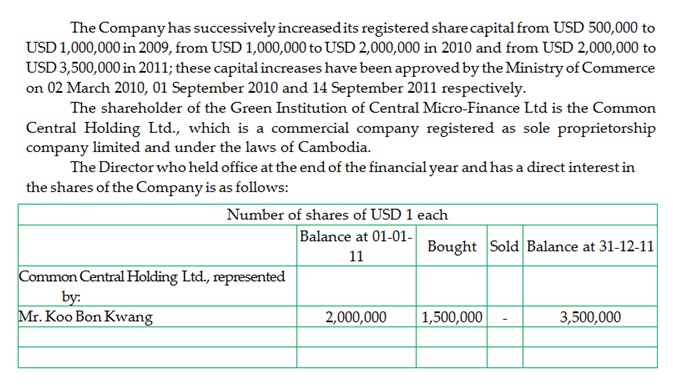 The Company has successively increased its registered share capital from USD 500,000 to
USD 1,000,000 in 2009, from USD 1,000,000 to USD 2,000,000 in 2010 and from USD 2,000,000 to
USD 3,500,000 in 2011; these capital increases have been approved by the Ministry of Commerce
on 02 March 2010, 01 September 2010 and 14 September 2011 respectively.
The shareholder of the Green Institution of Central Micro-Finance Ltd is the Common
Central Holding Ltd., which is a commercial company registered as sole proprietorship
company limited and under the laws of Cambodia.
The Director who held office at the end of the financial year and has a direct interest in
the shares of the Company is as follows:
Number of shares of USD 1 each
Balance at 01-01-
11
Bought Sold Balance at 31-12-11
Common Central Holding Ltd., represented
by:
Mr. Koo Bon Kwang 2,000,000 1,500,000 - 3,500,000